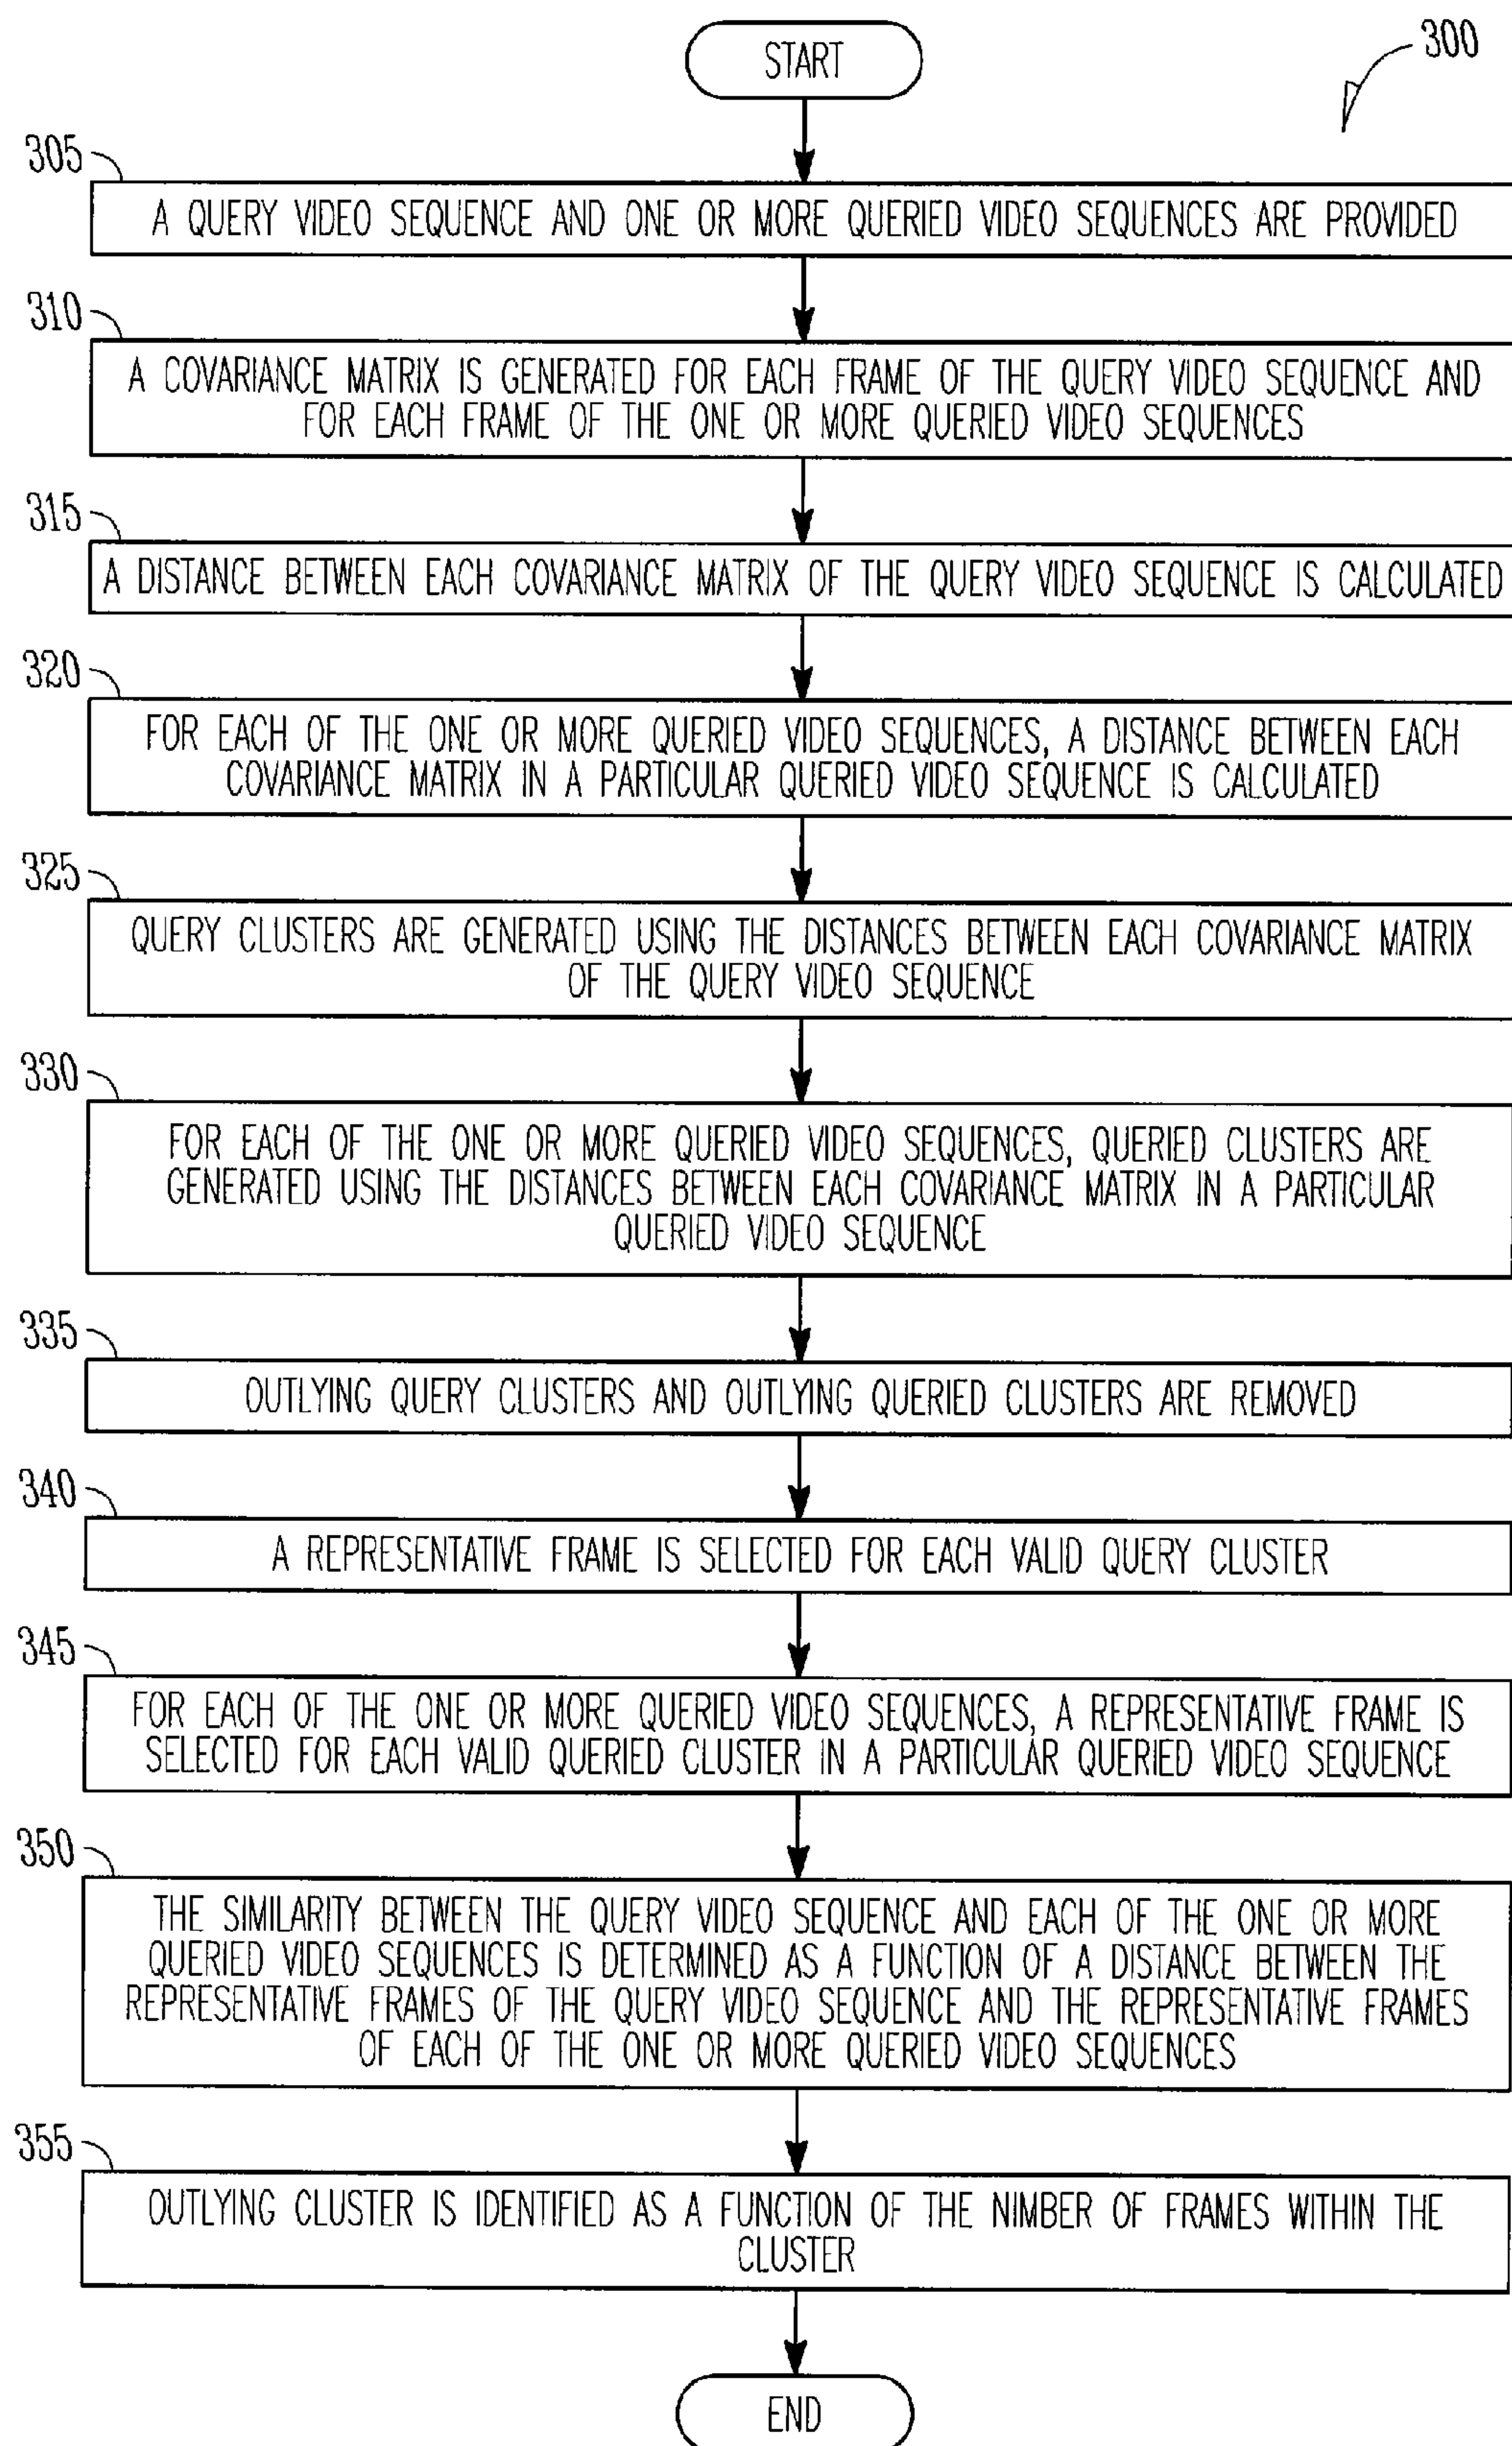 START
300
305
A QUERY VIDEO SEQUENCE AND ONE OR MORE QUERIED VIDEO SEQUENCES ARE PROVIDED
310
A COVARIANCE MATRIX IS GENERATED FOR EACH FRAME OF THE QUERY VIDEO SEQUENCE AND
FOR EACH FRAME OF THE ONE OR MORE QUERIED VIDEO SEQUENCES
315
A DISTANCE BETWEEN EACH COVARIANCE MATRIX OF THE QUERY VIDEO SEQUENCE IS CALCULATED
320
FOR EACH OF THE ONE OR MORE QUERIED VIDEO SEQUENCES, A DISTANCE BETWEEN EACH
COVARIANCE MATRIX IN A PARTICULAR QUERIED VIDEO SEQUENCE IS CALCULATED
325
QUERY CLUSTERS ARE GENERATED USING THE DISTANCES BETWEEN EACH COVARIANCE MATRIX
OF THE QUERY VIDEO SEQUENCE
330
FOR EACH OF THE ONE OR MORE QUERIED VIDEO SEQUENCES, QUERIED CLUSTERS ARE
GENERATED USING THE DISTANCES BETWEEN EACH COVARIANCE MATRIX IN A PARTICULAR
QUERIED VIDEO SEQUENCE
335
OUTLYING QUERY CLUSTERS AND OUTLYING QUERIED CLUSTERS ARE REMOVED
340
A REPRESENTATIVE FRAME IS SELECTED FOR EACH VALID QUERY CLUSTER
345
FOR EACH OF THE ONE OR MORE QUERIED VIDEO SEQUENCES, A REPRESENTATIVE FRAME IS
SELECTED FOR EACH VALID QUERIED CLUSTER IN A PARTICULAR QUERIED VIDEO SEQUENCE
350
THE SIMILARITY BETWEEN THE QUERY VIDEO SEQUENCE AND EACH OF THE ONE OR MORE
QUERIED VIDEO SEQUENCES IS DETERMINED AS A FUNCTION OF A DISTANCE BETWEEN THE
REPRESENTATIVE FRAMES OF THE QUERY VIDEO SEQUENCE AND THE REPRESENTATIVE FRAMES
OF EACH OF THE ONE OR MORE QUERIED VIDEO SEQUENCES
355
OUTLYING CLUSTER IS IDENTIFIED AS A FUNCTION OF THE NIMBER OF FRAMES WITHIN THE
CLUSTER
END